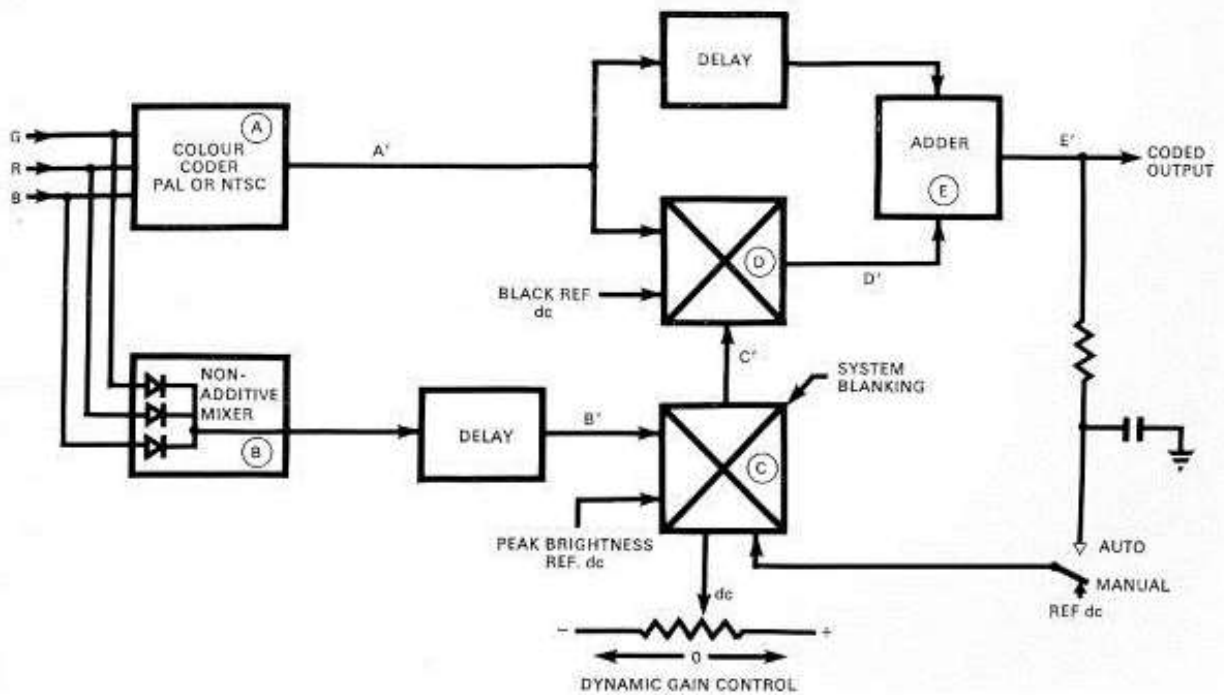 DELAY
G
R
B
A
COLOUR
CODER
PAL OR NTSC
A'
ADDER
E
E'
CODED
OUTPUT
D
D'
BLACK REF
dc
C'
SYSTEM
BLANKING
NON-
ADDITIVE
MIXER
B
DELAY
B'
C
PEAK BRIGHTNESS
REF. dc
AUTO
MANUAL
REF dc
dc
−
+
0
DYNAMIC GAIN CONTROL